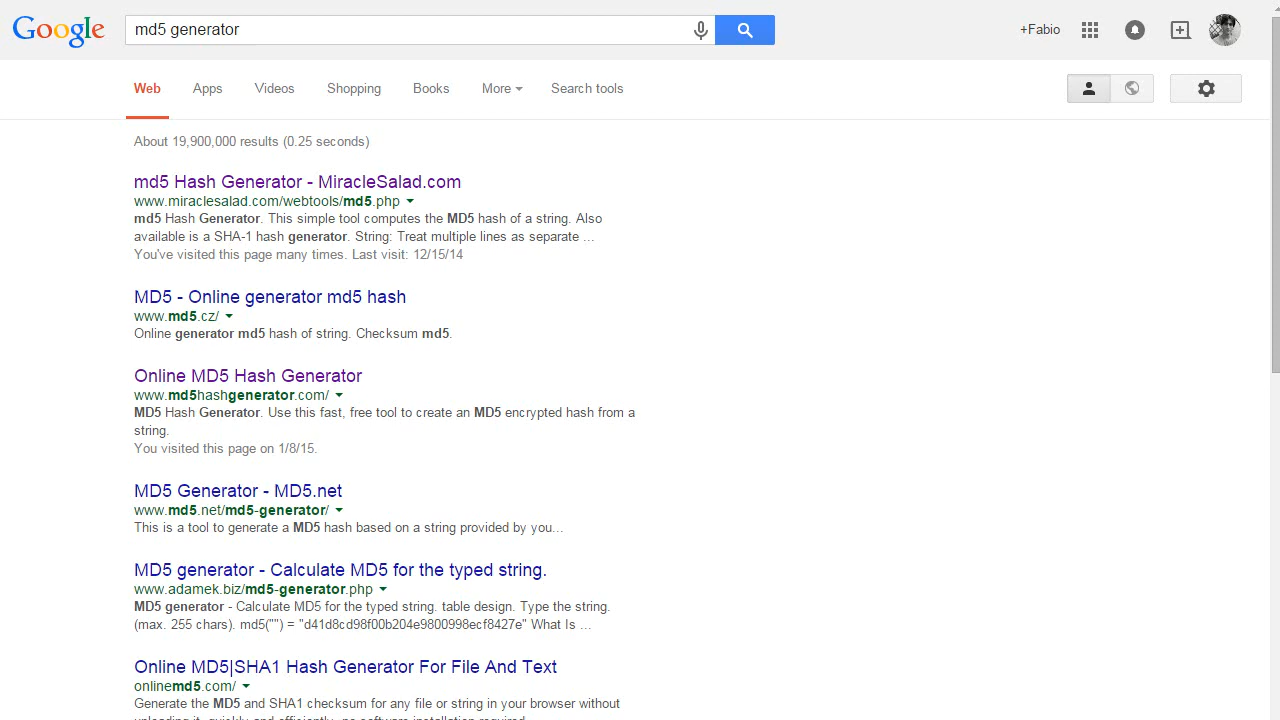 Google
md5 generator
+Fabio
Web Apps Videos Shopping Books More Search tools
About 19,900,000 results (0.25 seconds)
md5 Hash Generator - MiracleSalad.com
www.miraclesalad.com/webtools/md5.php
md5 Hash Generator. This simple tool computes the MD5 hash of a string. Also
available is a SHA-1 hash generator. String: Treat multiple lines as separate ...
You've visited this page many times. Last visit: 12/15/14
MD5 - Online generator md5 hash
www.md5.cz/
Online generator md5 hash of string. Checksum md5.
Online MD5 Hash Generator
www.md5hashgenerator.com/
MD5 Hash Generator. Use this fast, free tool to create an MD5 encrypted hash from a
string.
You visited this page on 1/8/15.
MD5 Generator - MD5.net
www.md5.net/md5-generator/
This is a tool to generate a MD5 hash based on a string provided by you...
MD5 generator - Calculate MD5 for the typed string.
www.adamek.biz/md5-generator.php
MD5 generator - Calculate MD5 for the typed string. table design. Type the string.
(max. 255 chars). md5("") = "d41d8cd98f00b204e9800998ecf8427e" What Is ...
Online MD5|SHA1 Hash Generator For File And Text
onlinemd5.com/
Generate the MD5 and SHA1 checksum for any file or string in your browser without
uploading it, quickly and efficiently, no software installation required.